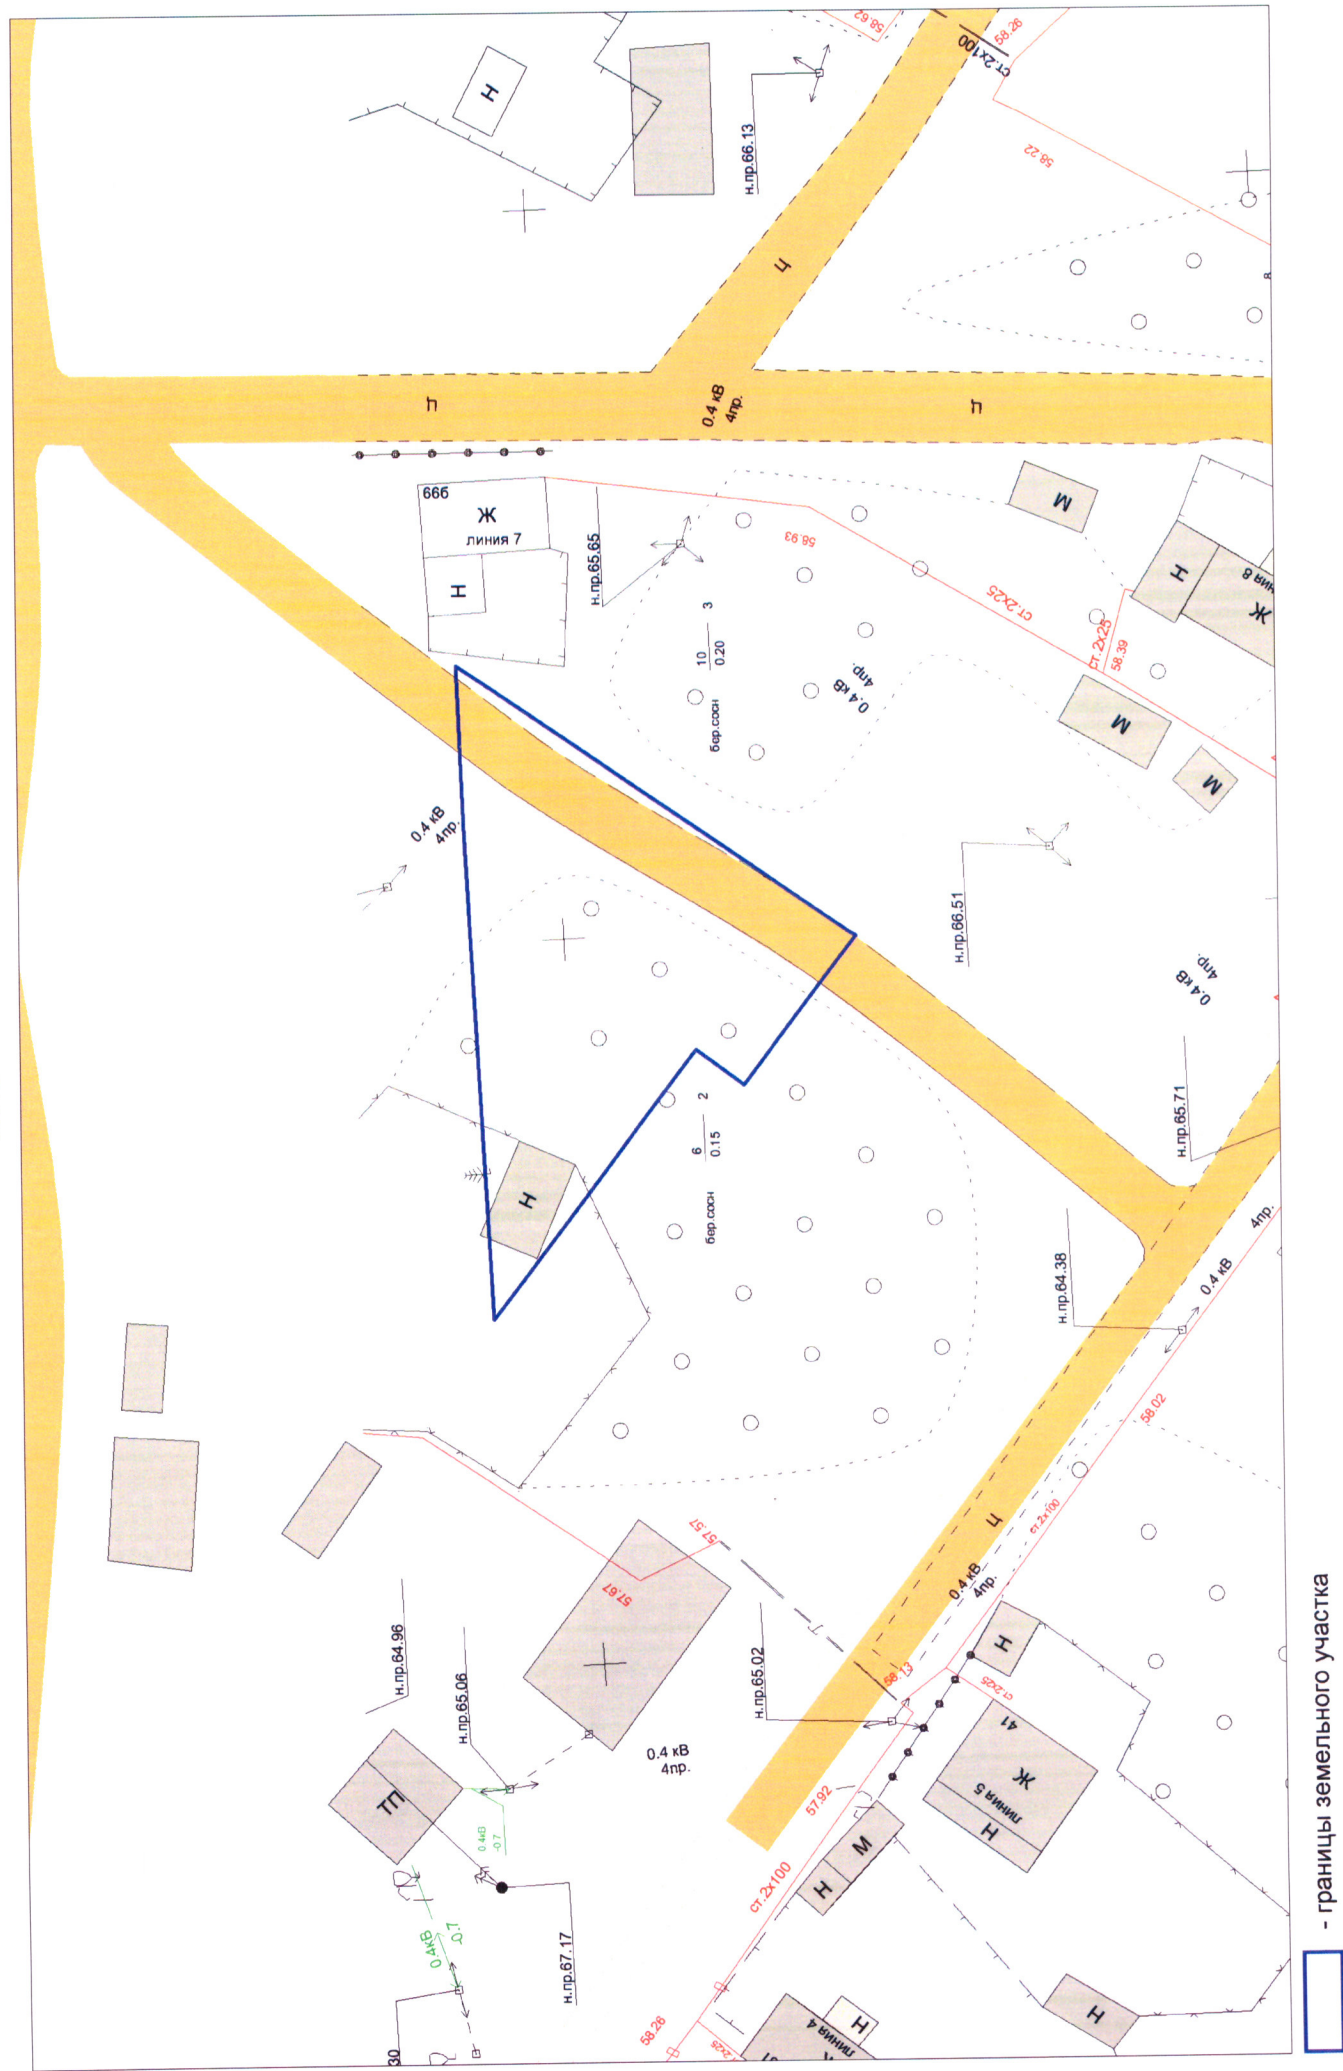 58.62
58.26
ст.2х100
Н
н.пр.66.13
58.22
Ц
Ц
0.4 кВ
4пр.
Ц
66б
Ж
линия 7
Н
н.пр.65.65
58.93
М
Н
Ж
ст.2х25
ст.2х25
58.39
10
0.20
3
бер.сосн
0.4 кВ
4пр.
М
М
0.4 кВ
4пр.
н.пр.66.51
0.4 кВ
4пр.
н.пр.65.71
6
0.15
2
бер.сосн
Н
н.пр.64.38
0.4 кВ
4пр.
58.02
ст.2х100
Ц
0.4 кВ
4пр.
57.57
57.67
н.пр.64.96
н.пр.65.06
н.пр.65.02
58.13
ст.2х25
Н
41
Ж
линия 5
Н
0.4 кВ
4пр.
ТП
0.4кВ
-0.7
57.92
М
Н
ст.2х100
0.4кВ
-0.7
н.пр.67.17
58.26
Н
линия 4
Н
30
- границы земельного участка